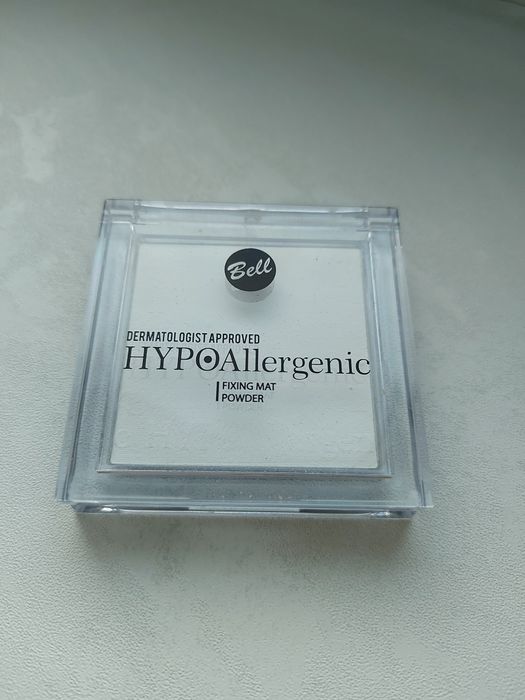 Bell
DERMATOLOGIST APPROVED
HYPOAllergenic
FIXING MAT
POWDER